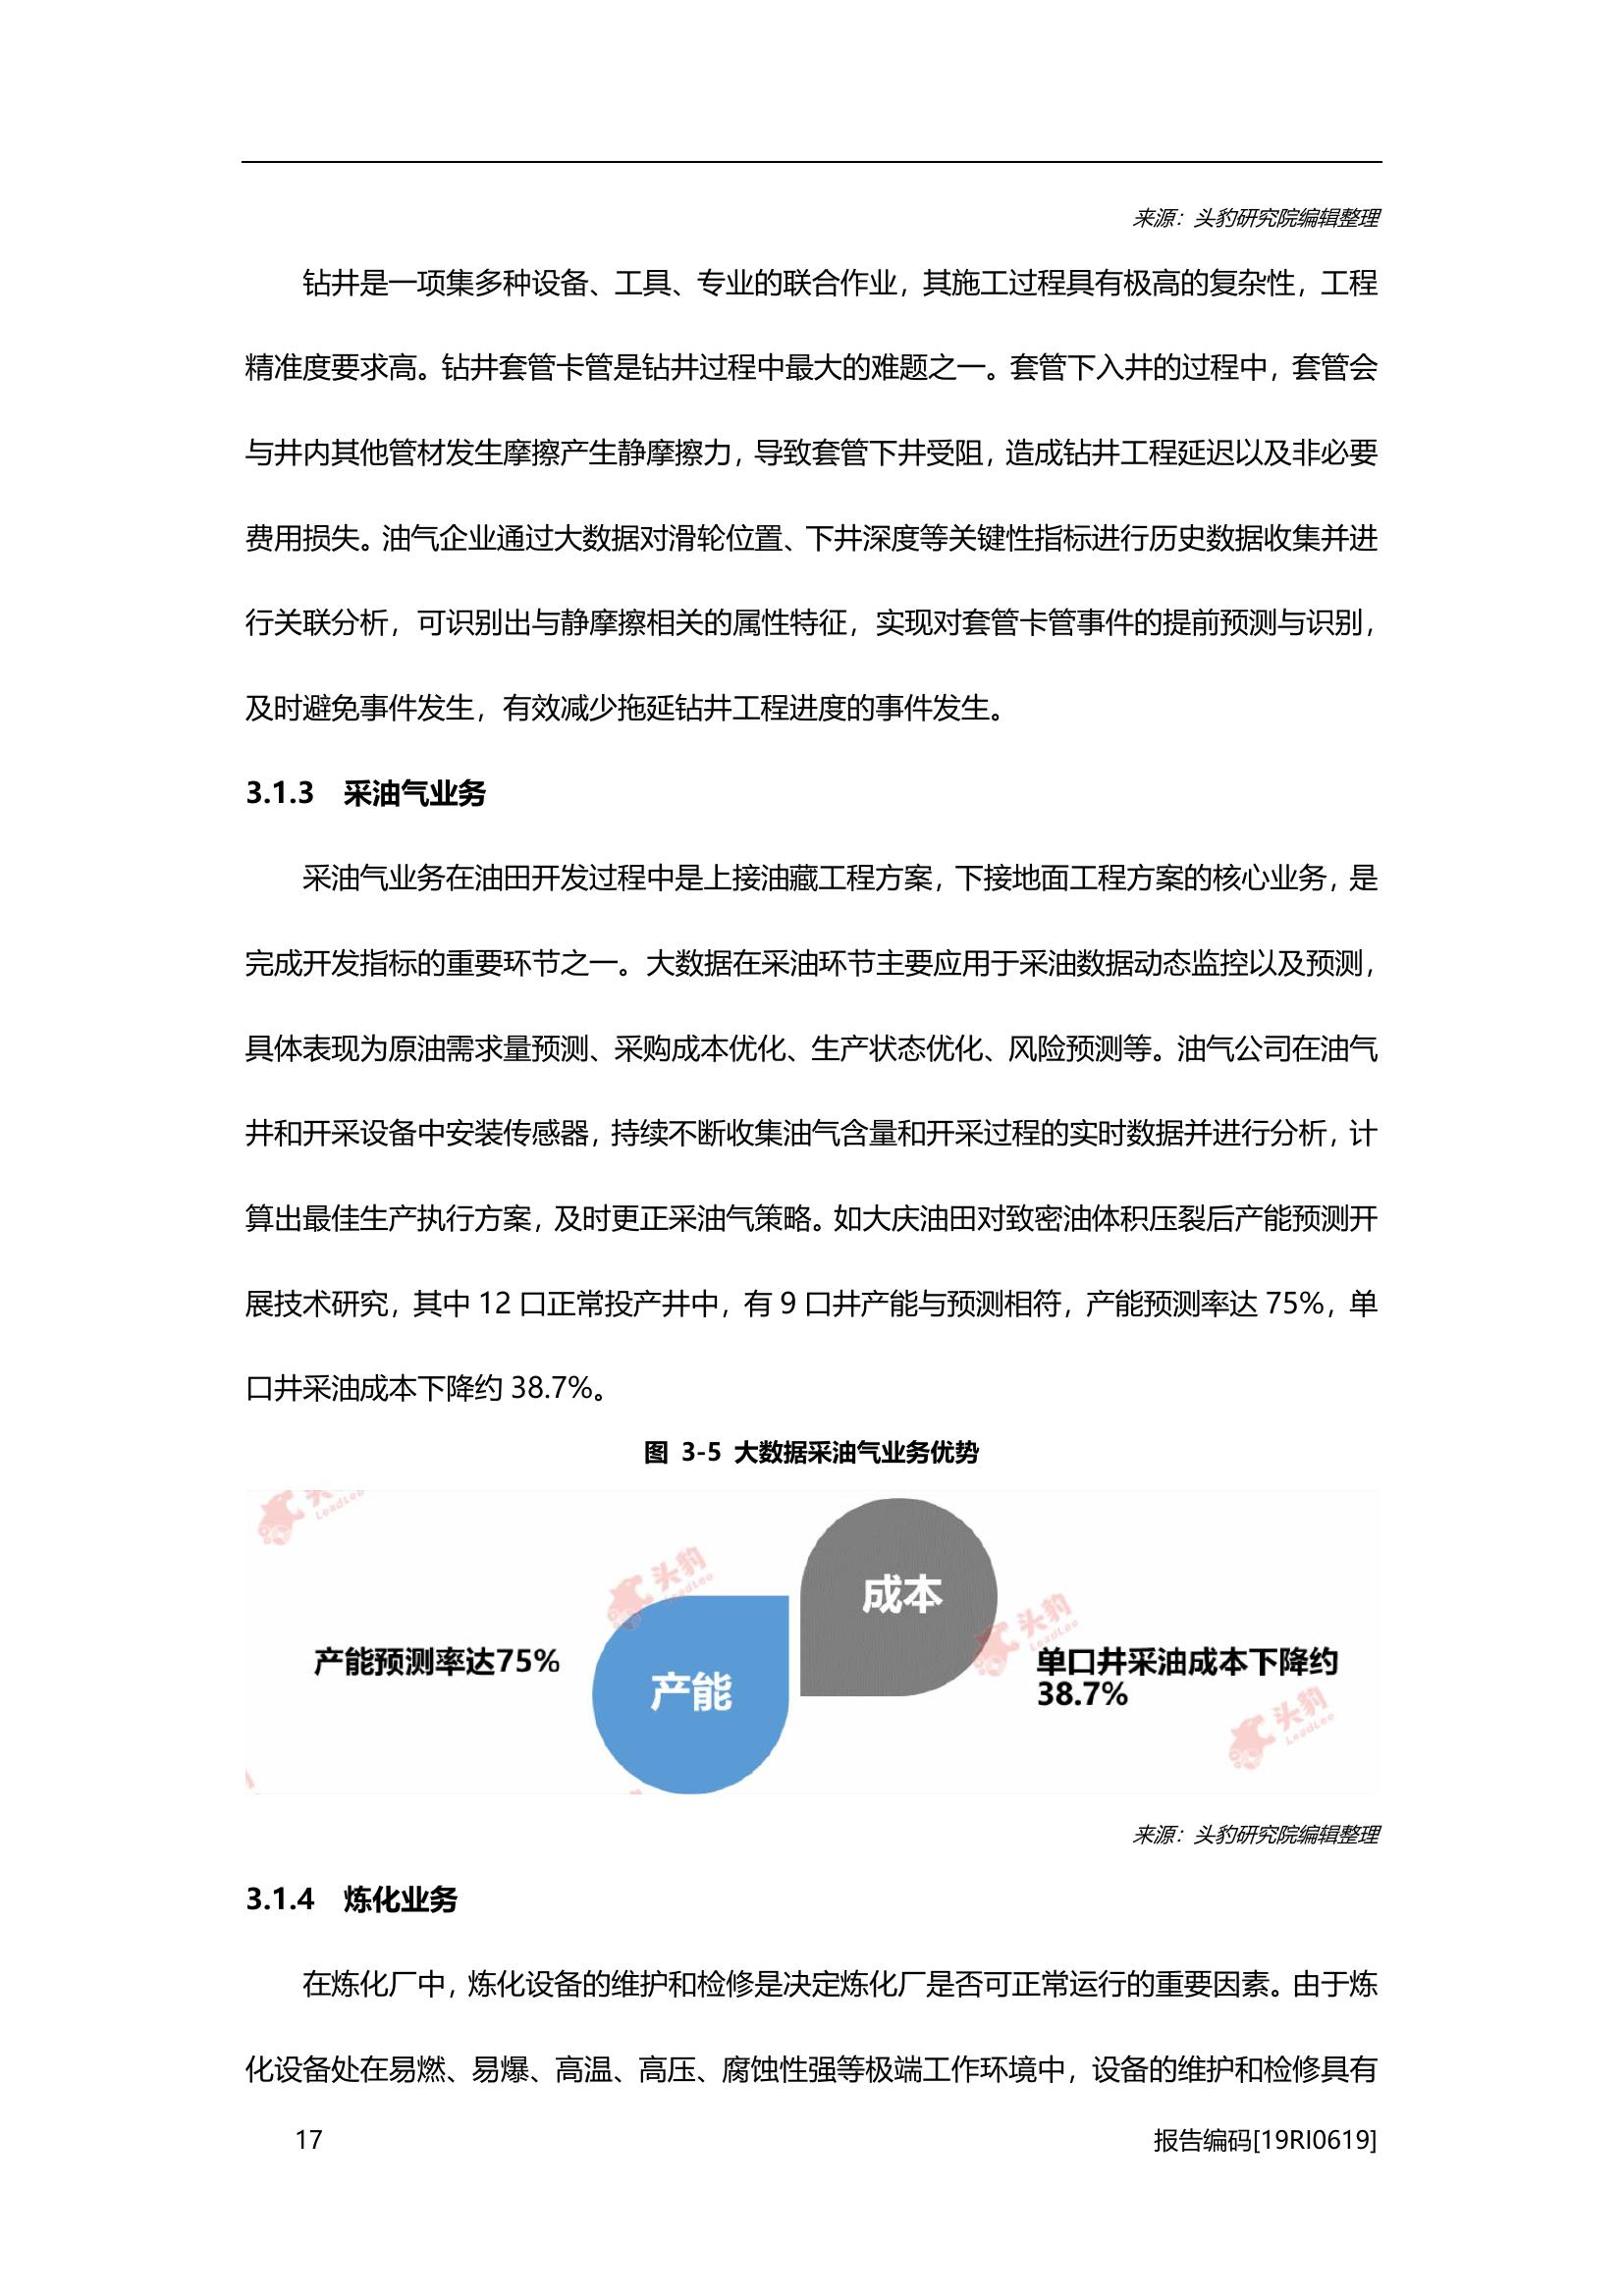 来源：头豹研究院编辑整理
钻井是一项集多种设备、工具、专业的联合作业，其施工过程具有极高的复杂性，工程
精准度要求高。钻井套管卡管是钻井过程中最大的难题之一。套管下入井的过程中，套管会
与井内其他管材发生摩擦产生静摩擦力，导致套管下井受阻，造成钻井工程延迟以及非必要
费用损失。油气企业通过大数据对滑轮位置、下井深度等关键性指标进行历史数据收集并进
行关联分析，可识别出与静摩擦相关的属性特征，实现对套管卡管事件的提前预测与识别，
及时避免事件发生，有效减少拖延钻井工程进度的事件发生。
3.1.3 采油气业务
采油气业务在油田开发过程中是上接油藏工程方案，下接地面工程方案的核心业务，是
完成开发指标的重要环节之一。大数据在采油环节主要应用于采油数据动态监控以及预测，
具体表现为原油需求量预测、采购成本优化、生产状态优化、风险预测等。油气公司在油气
井和开采设备中安装传感器，持续不断收集油气含量和开采过程的实时数据并进行分析，计
算出最佳生产执行方案，及时更正采油气策略。如大庆油田对致密油体积压裂后产能预测开
展技术研究，其中 12 口正常投产井中，有 9 口井产能与预测相符，产能预测率达 75%，单
口井采油成本下降约 38.7%。
图 3-5 大数据采油气业务优势
头豹
LeadLeo
头豹
LeadLeo
成本
产能预测率达75%
产能
头豹
LeadLeo
单口井采油成本下降约
38.7%
头豹
LeadLeo
来源：头豹研究院编辑整理
3.1.4 炼化业务
在炼化厂中，炼化设备的维护和检修是决定炼化厂是否可正常运行的重要因素。由于炼
化设备处在易燃、易爆、高温、高压、腐蚀性强等极端工作环境中，设备的维护和检修具有
17 报告编码[19RI0619]